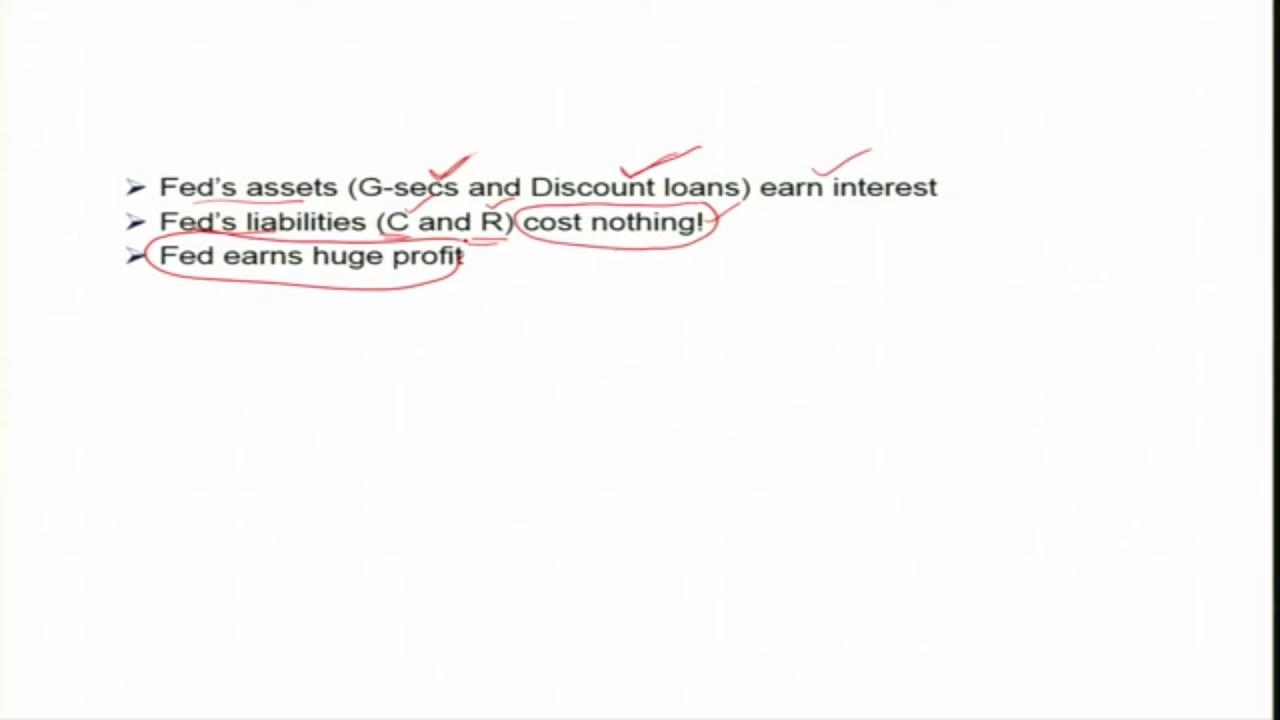 ➢ Fed's assets (G-secs and Discount loans) earn interest
➢ Fed's liabilities (C and R) cost nothing!
➢ Fed earns huge profit